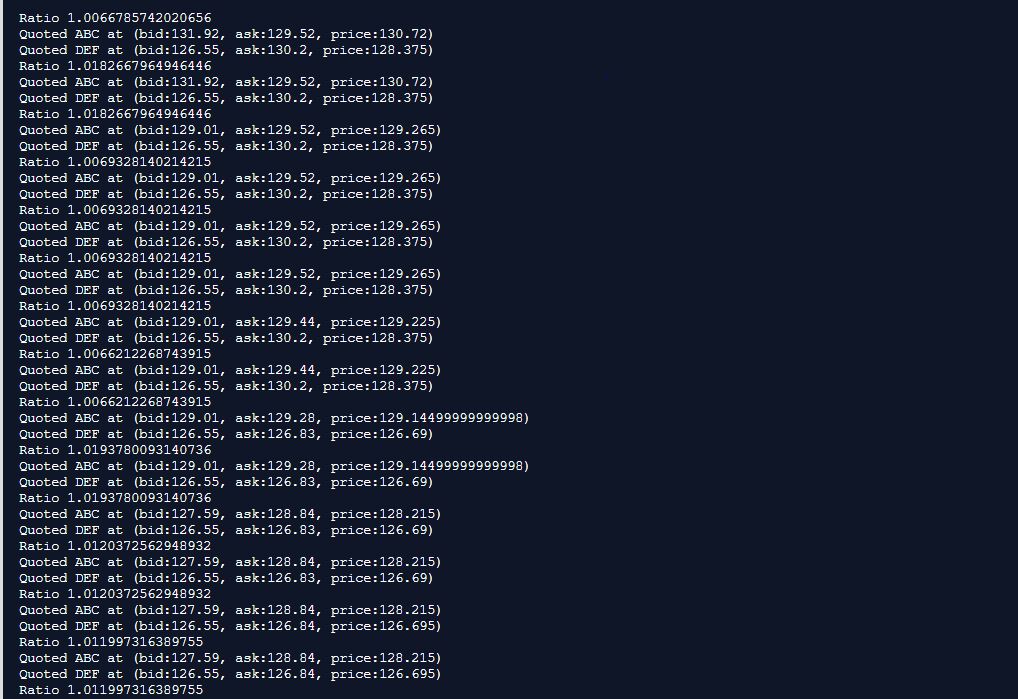 Ratio 1.0066785742020656
Quoted ABC at (bid:131.92, ask:129.52, price:130.72)
Quoted DEF at (bid:126.55, ask:130.2, price:128.375)
Ratio 1.0182667964946446
Quoted ABC at (bid:131.92, ask:129.52, price:130.72)
Quoted DEF at (bid:126.55, ask:130.2, price:128.375)
Ratio 1.0182667964946446
Quoted ABC at (bid:129.01, ask:129.52, price:129.265)
Quoted DEF at (bid:126.55, ask:130.2, price:128.375)
Ratio 1.0069328140214215
Quoted ABC at (bid:129.01, ask:129.52, price:129.265)
Quoted DEF at (bid:126.55, ask:130.2, price:128.375)
Ratio 1.0069328140214215
Quoted ABC at (bid:129.01, ask:129.52, price:129.265)
Quoted DEF at (bid:126.55, ask:130.2, price:128.375)
Ratio 1.0069328140214215
Quoted ABC at (bid:129.01, ask:129.52, price:129.265)
Quoted DEF at (bid:126.55, ask:130.2, price:128.375)
Ratio 1.0069328140214215
Quoted ABC at (bid:129.01, ask:129.44, price:129.225)
Quoted DEF at (bid:126.55, ask:130.2, price:128.375)
Ratio 1.0066212268743915
Quoted ABC at (bid:129.01, ask:129.44, price:129.225)
Quoted DEF at (bid:126.55, ask:130.2, price:128.375)
Ratio 1.0066212268743915
Quoted ABC at (bid:129.01, ask:129.28, price:129.14499999999998)
Quoted DEF at (bid:126.55, ask:126.83, price:126.69)
Ratio 1.0193780093140736
Quoted ABC at (bid:129.01, ask:129.28, price:129.14499999999998)
Quoted DEF at (bid:126.55, ask:126.83, price:126.69)
Ratio 1.0193780093140736
Quoted ABC at (bid:127.59, ask:128.84, price:128.215)
Quoted DEF at (bid:126.55, ask:126.83, price:126.69)
Ratio 1.0120372562948932
Quoted ABC at (bid:127.59, ask:128.84, price:128.215)
Quoted DEF at (bid:126.55, ask:126.83, price:126.69)
Ratio 1.0120372562948932
Quoted ABC at (bid:127.59, ask:128.84, price:128.215)
Quoted DEF at (bid:126.55, ask:126.84, price:126.695)
Ratio 1.011997316389755
Quoted ABC at (bid:127.59, ask:128.84, price:128.215)
Quoted DEF at (bid:126.55, ask:126.84, price:126.695)
Ratio 1.011997316389755